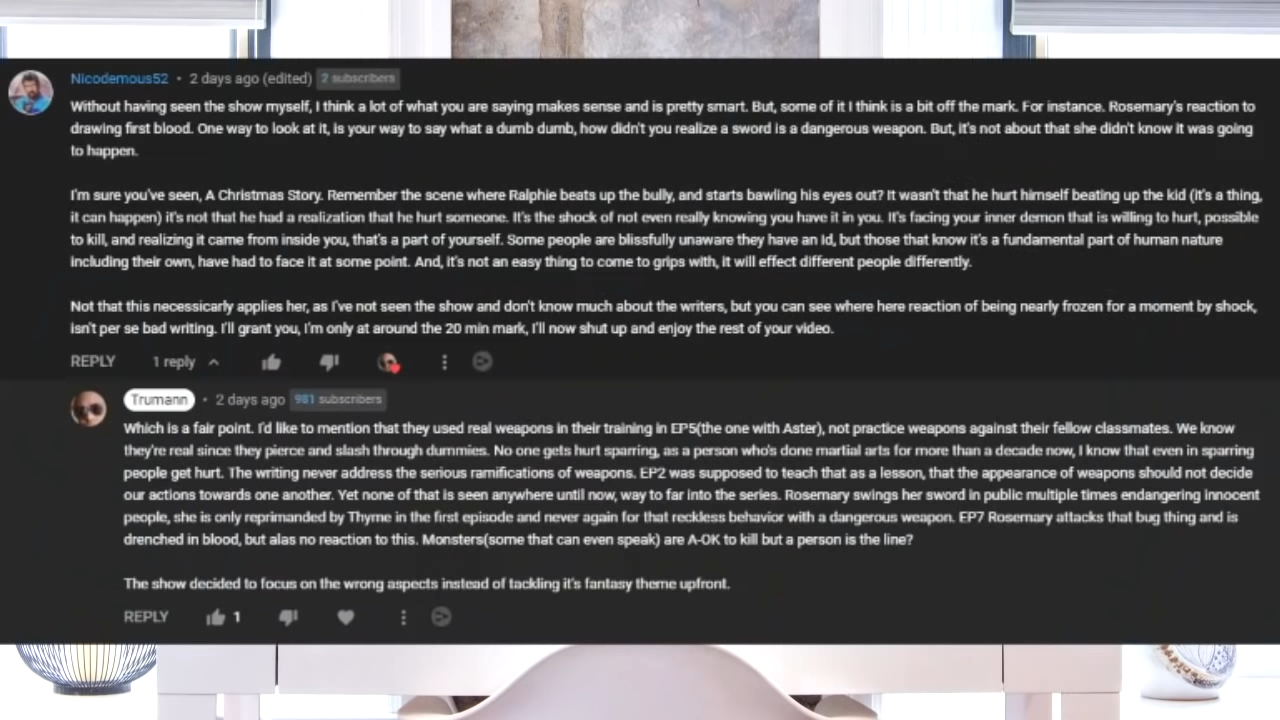 Nicodemous52 • 2 days ago (edited) 2 subscribers
Without having seen the show myself, I think a lot of what you are saying makes sense and is pretty smart. But, some of it I think is a bit off the mark. For instance. Rosemary's reaction to
drawing first blood. One way to look at it, is your way to say what a dumb dumb, how didn't you realize a sword is a dangerous weapon. But, it's not about that she didn't know it was going
to happen.
I'm sure you've seen, A Christmas Story. Remember the scene where Ralphie beats up the bully, and starts bawling his eyes out? It wasn't that he hurt himself beating up the kid (it's a thing,
it can happen) it's not that he had a realization that he hurt someone. It's the shock of not even really knowing you have it in you. It's facing your inner demon that is willing to hurt, possible
to kill, and realizing it came from inside you, that's a part of yourself. Some people are blissfully unaware they have an Id, but those that know it's a fundamental part of human nature
including their own, have had to face it at some point. And, it's not an easy thing to come to grips with, it will effect different people differently.
Not that this necessicarly applies her, as I've not seen the show and don't know much about the writers, but you can see where here reaction of being nearly frozen for a moment by shock,
isn't per se bad writing. I'll grant you, I'm only at around the 20 min mark, I'll now shut up and enjoy the rest of your video.
REPLY 1 reply
Trumann • 2 days ago 981 subscribers
Which is a fair point. I'd like to mention that they used real weapons in their training in EP5(the one with Aster), not practice weapons against their fellow classmates. We know
they're real since they pierce and slash through dummies. No one gets hurt sparring, as a person who's done martial arts for more than a decade now, I know that even in sparring
people get hurt. The writing never address the serious ramifications of weapons. EP2 was supposed to teach that as a lesson, that the appearance of weapons should not decide
our actions towards one another. Yet none of that is seen anywhere until now, way to far into the series. Rosemary swings her sword in public multiple times endangering innocent
people, she is only reprimanded by Thyme in the first episode and never again for that reckless behavior with a dangerous weapon. EP7 Rosemary attacks that bug thing and is
drenched in blood, but alas no reaction to this. Monsters(some that can even speak) are A-OK to kill but a person is the line?
The show decided to focus on the wrong aspects instead of tackling it's fantasy theme upfront.
REPLY 1